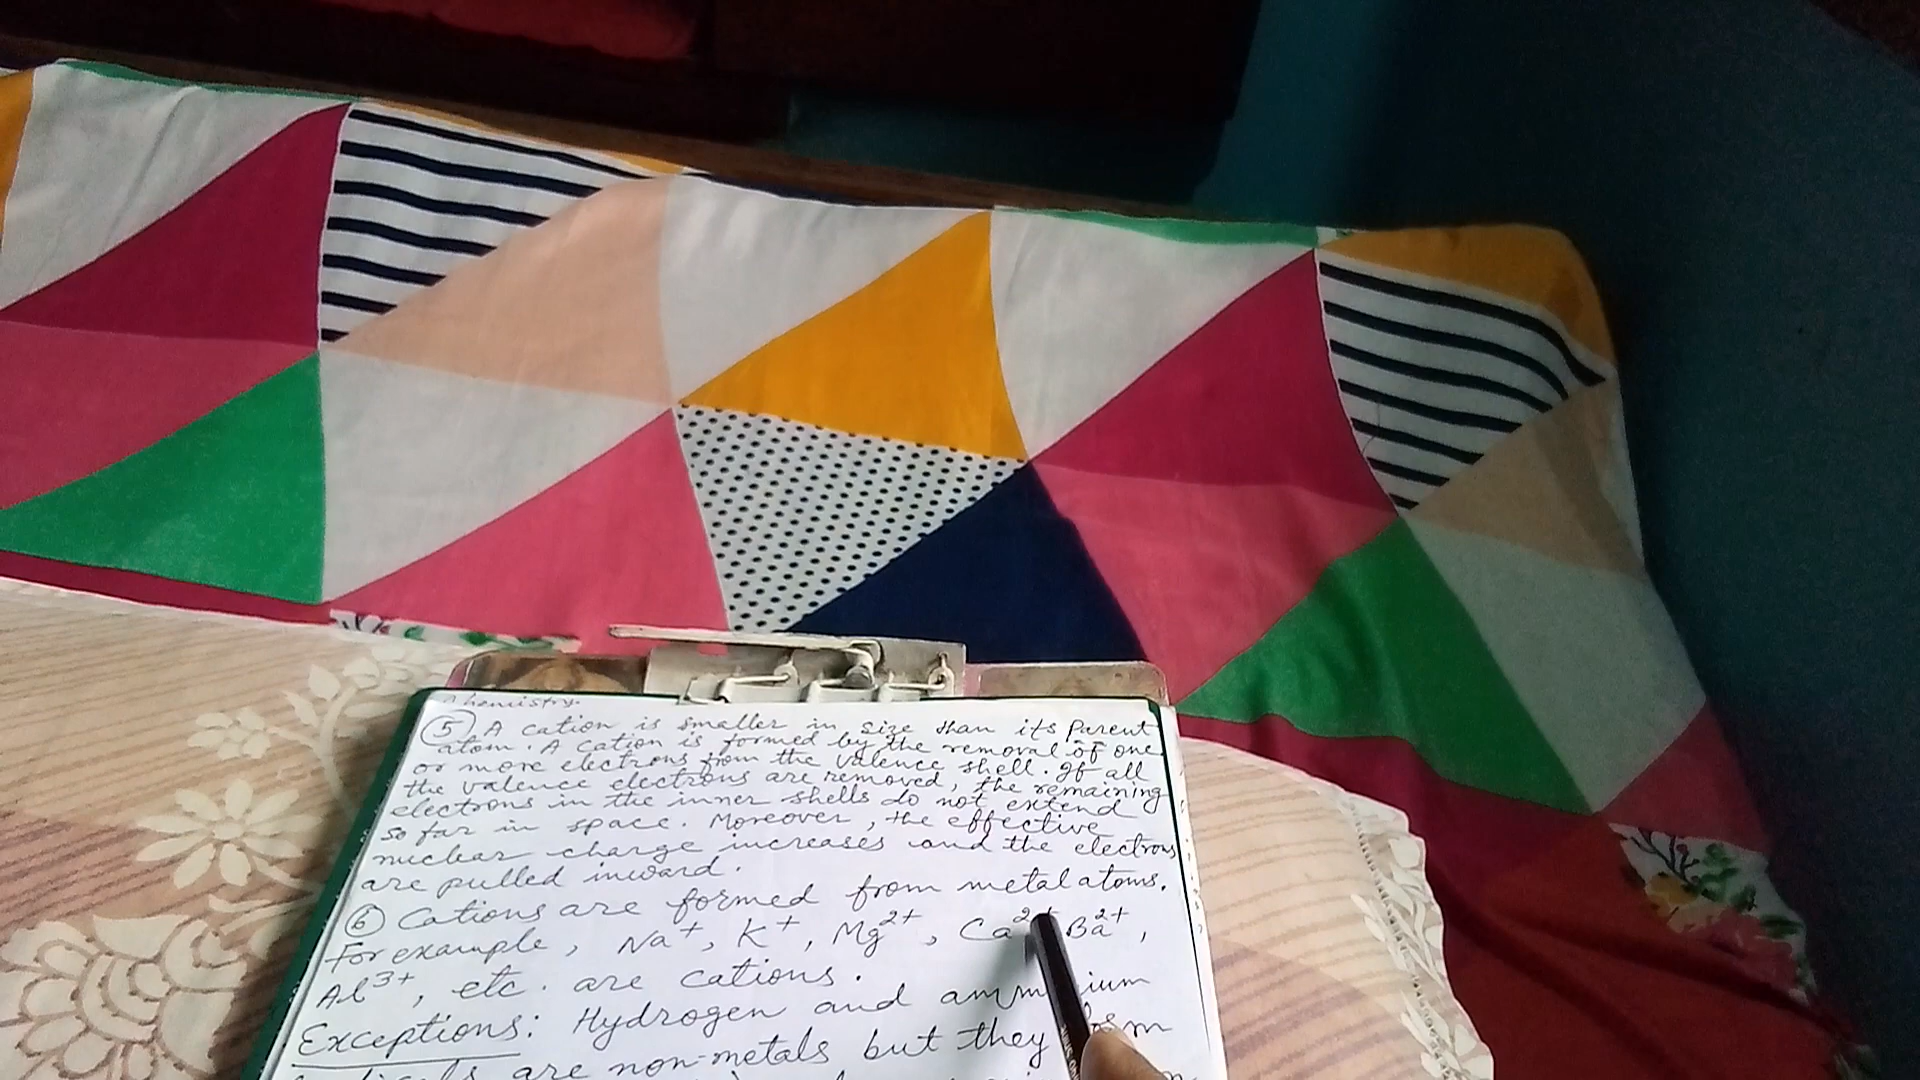 Chemistry.
⑤ A cation is smaller in size than its parent
atom. A cation is formed by the removal of one
or more electrons from the valence shell. If all
the valence electrons are removed, the remaining
electrons in the inner shells do not extend
so far in space. Moreover, the effective
nuclear charge increases and the electrons
are pulled inward.
⑥ Cations are formed from metal atoms.
For example, Na⁺, K⁺, Mg²⁺, Ca²⁺ Ba²⁺,
Al³⁺, etc. are cations.
Exceptions: Hydrogen and ammonium
radicals are non-metals but they form